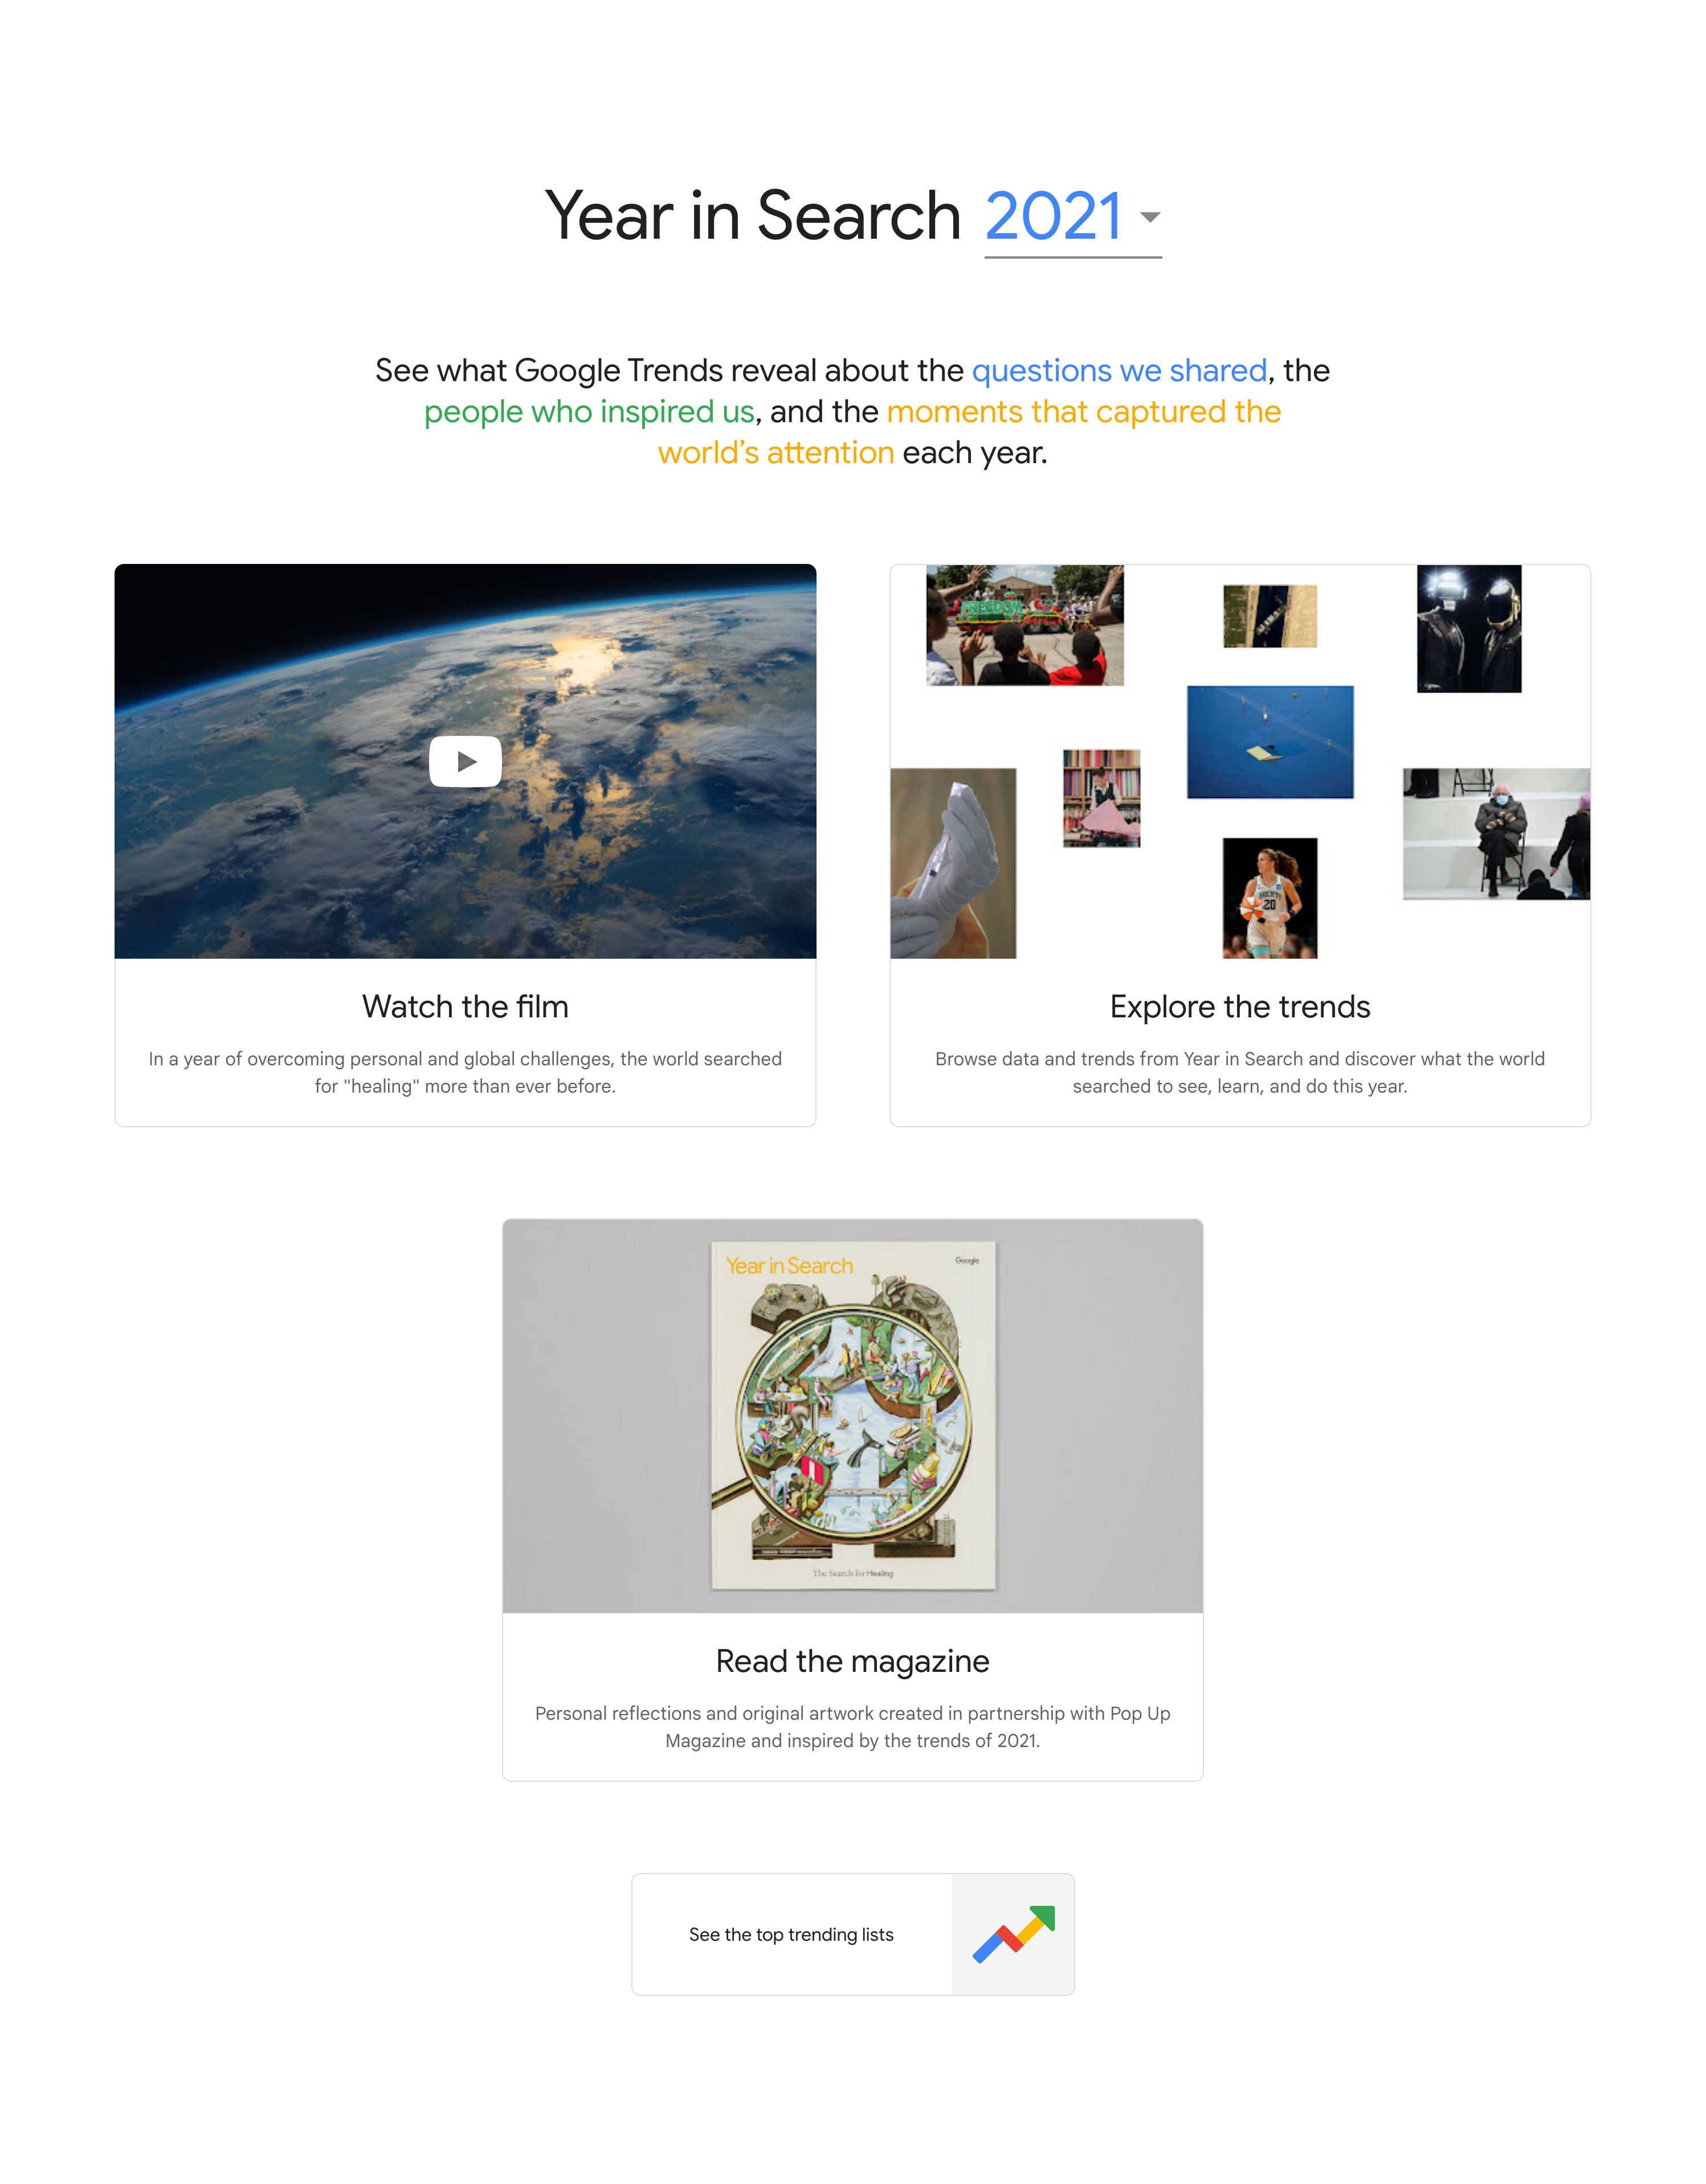 Year in Search 2021
See what Google Trends reveal about the questions we shared, the
people who inspired us, and the moments that captured the
world’s attention each year.
FREEDOM
20
Watch the film
In a year of overcoming personal and global challenges, the world searched
for "healing" more than ever before.
Explore the trends
Browse data and trends from Year in Search and discover what the world
searched to see, learn, and do this year.
Year in Search
Google
The Search for Healing
Read the magazine
Personal reflections and original artwork created in partnership with Pop Up
Magazine and inspired by the trends of 2021.
See the top trending lists